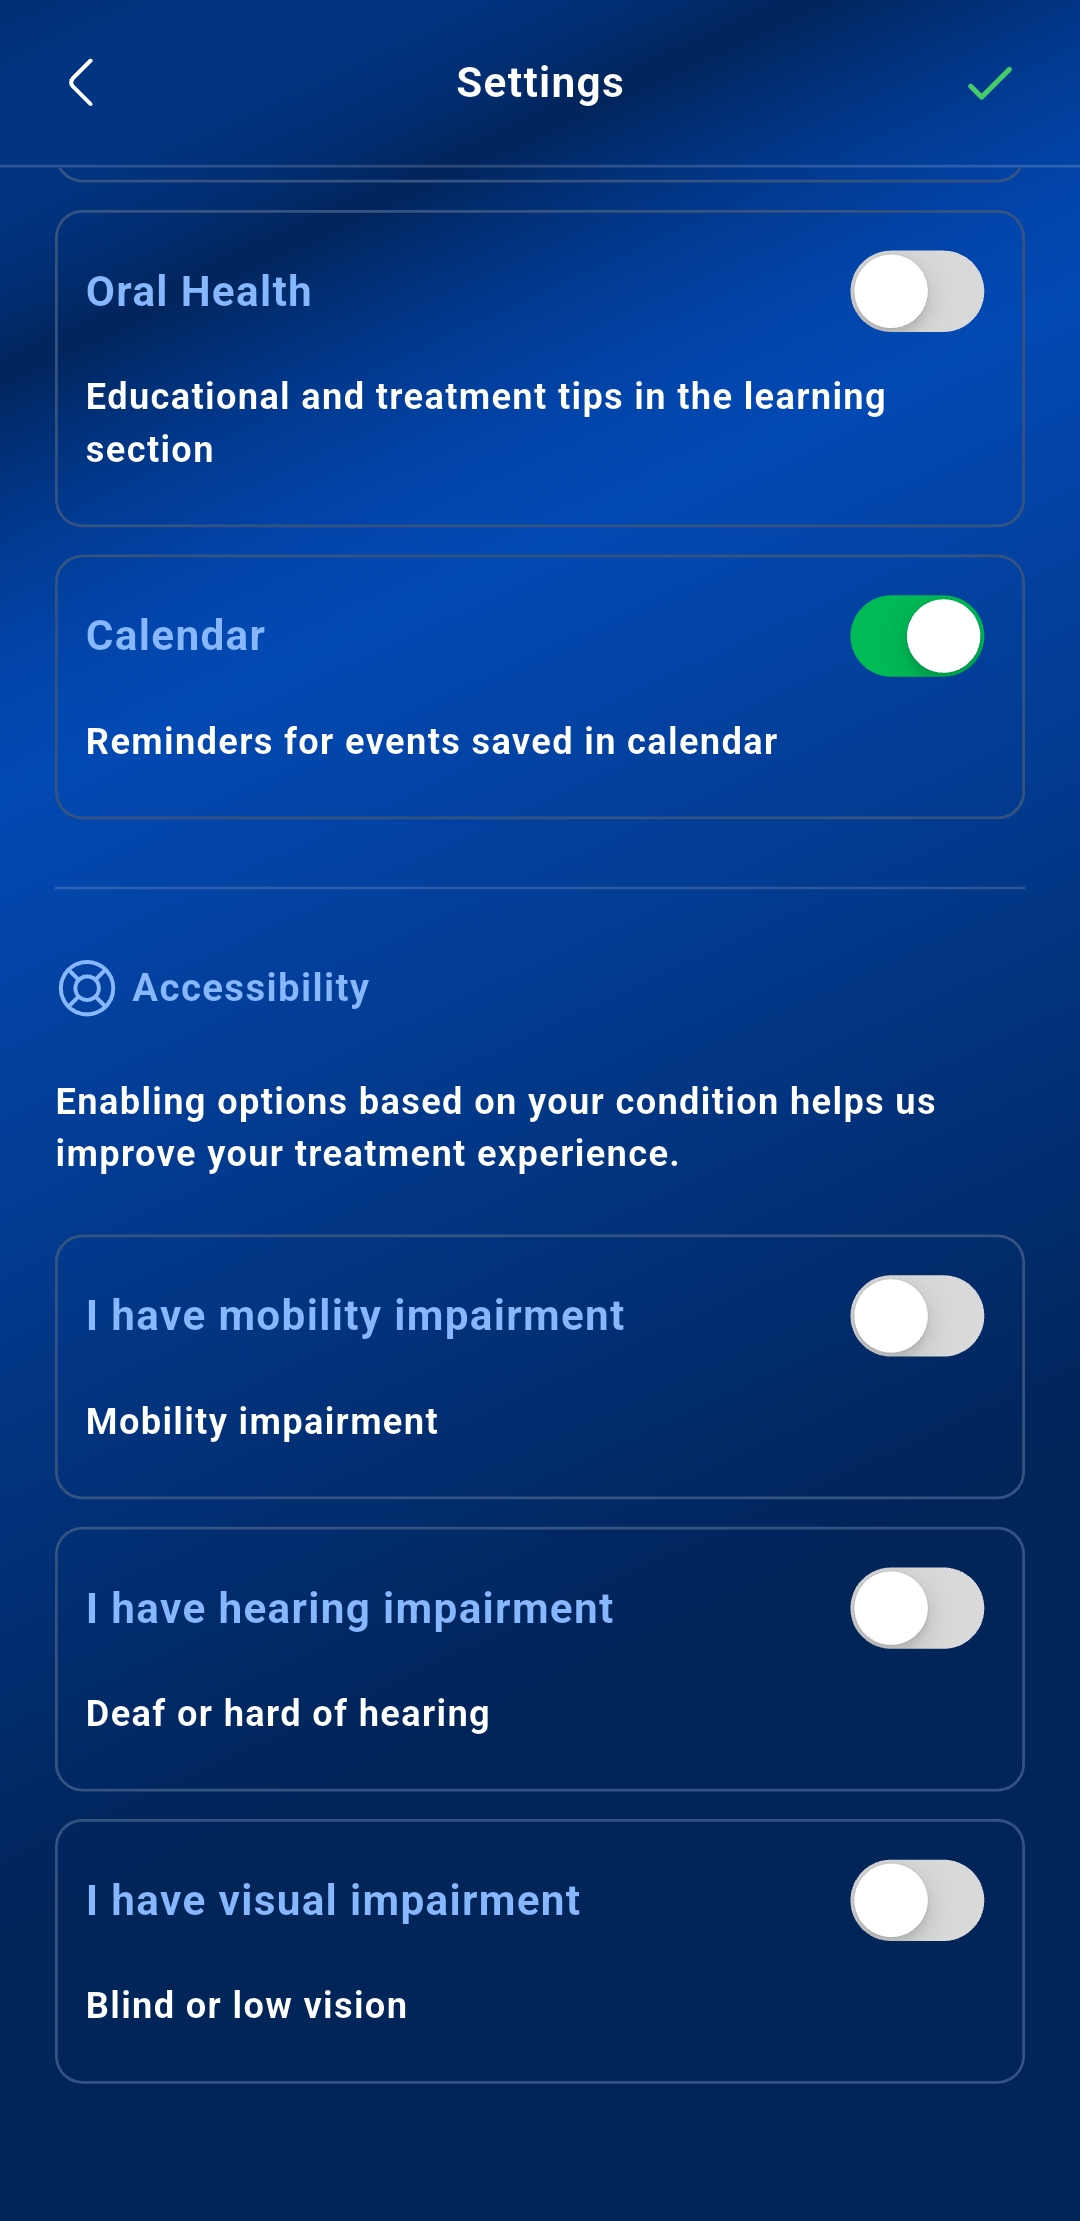 Settings
Oral Health
Educational and treatment tips in the learning
section
Calendar
Reminders for events saved in calendar
Accessibility
Enabling options based on your condition helps us
improve your treatment experience.
I have mobility impairment
Mobility impairment
I have hearing impairment
Deaf or hard of hearing
I have visual impairment
Blind or low vision